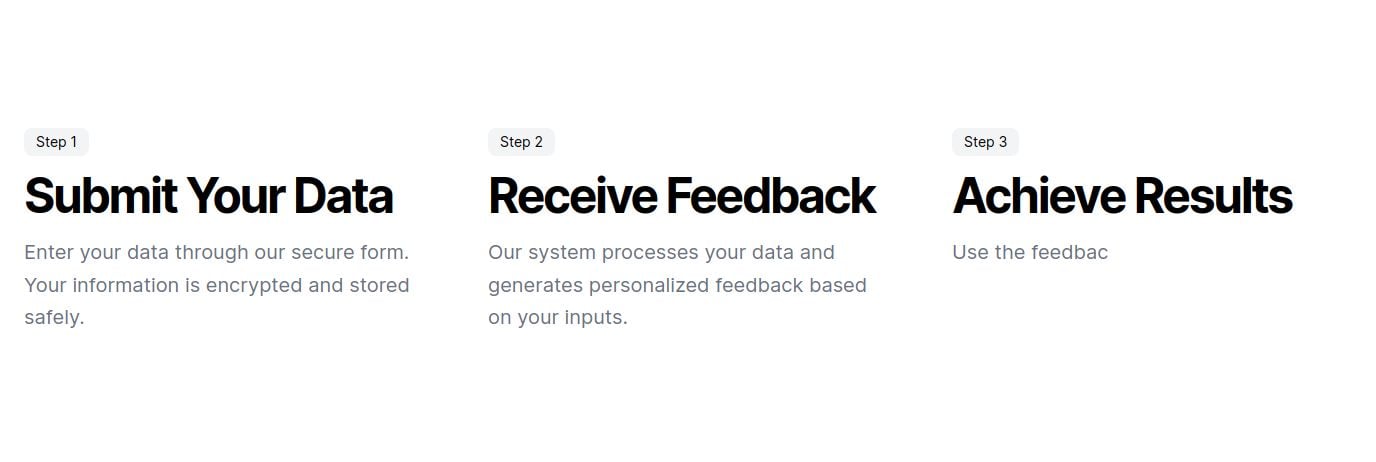 Step 1
Submit Your Data
Enter your data through our secure form.
Your information is encrypted and stored
safely.
Step 2
Receive Feedback
Our system processes your data and
generates personalized feedback based
on your inputs.
Step 3
Achieve Results
Use the feedbac